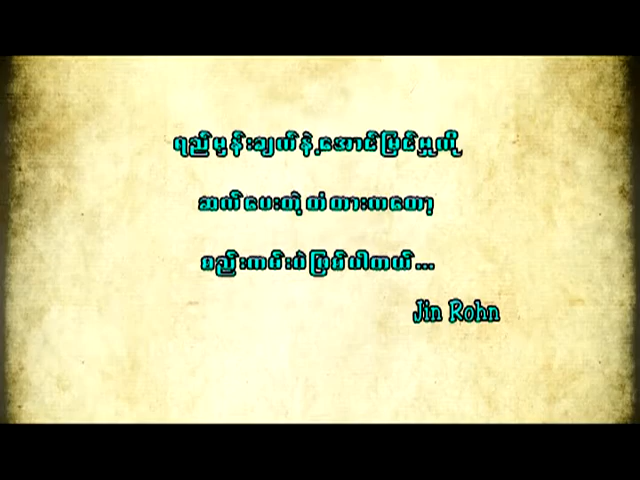 ရည်မှန်းချက်နဲ့အောင်မြင်မှုကို
ဆက်ပေးတဲ့ တံတားကတော့
စည်းကမ်းပဲဖြစ်ပါတယ်...
Jin Rohn